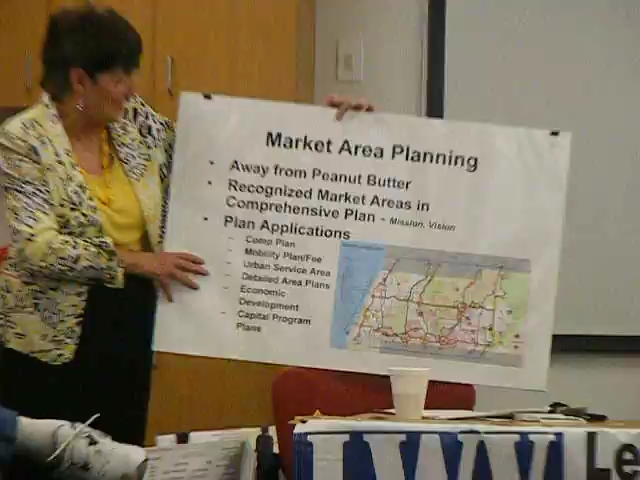 Market Area Planning
• Away from Peanut Butter
• Recognized Market Areas in
Comprehensive Plan - Mission, Vision
• Plan Applications
– Comp Plan
– Mobility Plan/Fee
– Urban Service Area
– Detailed Area Plans
– Economic
Development
– Capital Program
Plans
Le